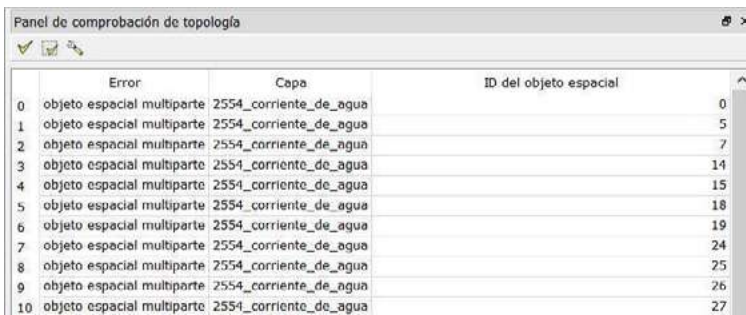 Panel de comprobación de topología
Error Capa ID del objeto espacial
0 objeto espacial multiparte 2554_corriente_de_agua 0
1 objeto espacial multiparte 2554_corriente_de_agua 5
2 objeto espacial multiparte 2554_corriente_de_agua 7
3 objeto espacial multiparte 2554_corriente_de_agua 14
4 objeto espacial multiparte 2554_corriente_de_agua 15
5 objeto espacial multiparte 2554_corriente_de_agua 18
6 objeto espacial multiparte 2554_corriente_de_agua 19
7 objeto espacial multiparte 2554_corriente_de_agua 24
8 objeto espacial multiparte 2554_corriente_de_agua 25
9 objeto espacial multiparte 2554_corriente_de_agua 26
10 objeto espacial multiparte 2554_corriente_de_agua 27